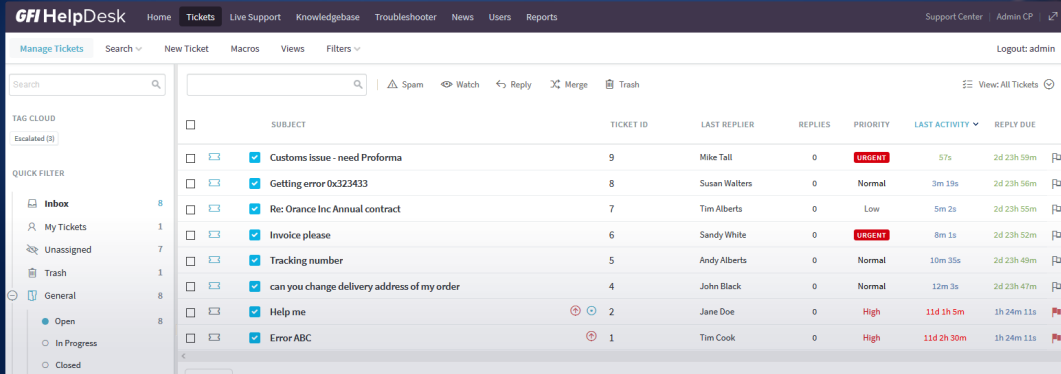 GFI HelpDesk Home Tickets Live Support Knowledgebase Troubleshooter News Users Reports Support Center Admin CP
Manage Tickets Search New Ticket Macros Views Filters Logout: admin
Search Spam Watch Reply Merge Trash View: All Tickets
TAG CLOUD
Escalated (3)
QUICK FILTER
Inbox 8
My Tickets 1
Unassigned 7
Trash 1
General 8
Open 8
In Progress
Closed
SUBJECT TICKET ID LAST REPLIER REPLIES PRIORITY LAST ACTIVITY REPLY DUE
Customs issue - need Proforma 9 Mike Tall 0 URGENT 57s 2d 23h 59m
Getting error 0x323433 8 Susan Walters 0 Normal 3m 19s 2d 23h 56m
Re: Orance Inc Annual contract 7 Tim Alberts 0 Low 5m 2s 2d 23h 55m
Invoice please 6 Sandy White 0 URGENT 8m 1s 2d 23h 52m
Tracking number 5 Andy Alberts 0 Normal 10m 35s 2d 23h 49m
can you change delivery address of my order 4 John Black 0 Normal 12m 3s 2d 23h 47m
Help me 2 Jane Doe 0 High 11d 1h 5m 1h 24m 11s
Error ABC 1 Tim Cook 0 High 11d 2h 30m 1h 24m 11s